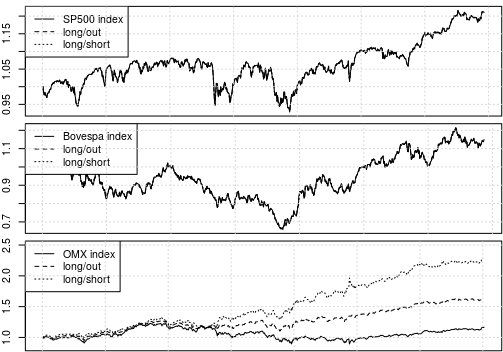 SP500 index
long/out
long/short
0.95 1.05 1.15
Bovespa index
long/out
long/short
0.7 0.9 1.1
OMX index
long/out
long/short
1.0 1.5 2.0 2.5